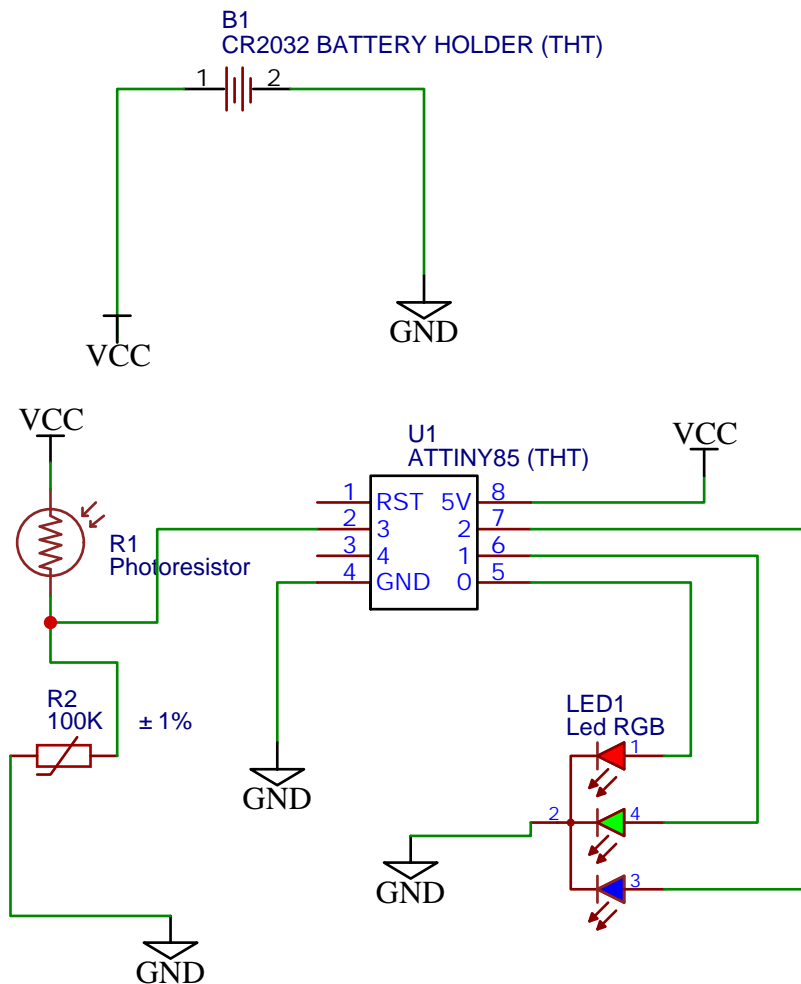 B1
CR2032 BATTERY HOLDER (THT)
1 2
VCC
GND
VCC
R1
Photoresistor
R2
100K ±1%
GND
U1
ATTINY85 (THT)
1 RST 5V 8
2 3 2 7
3 4 1 6
4 GND 0 5
VCC
GND
LED1
Led RGB
1
2 4
3
GND